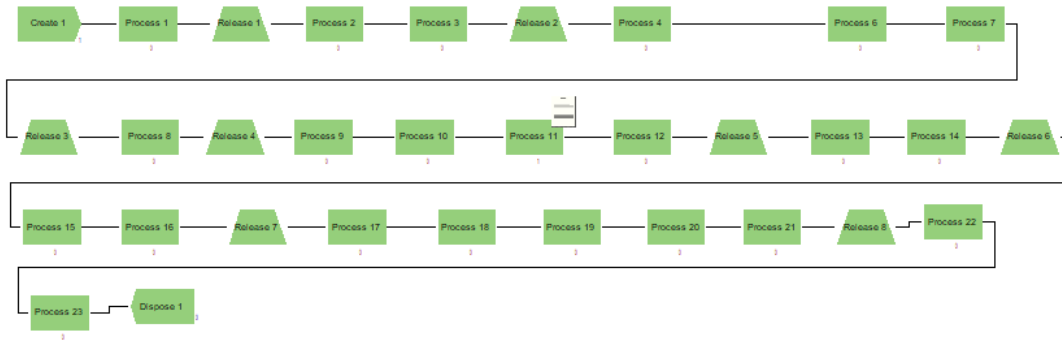 Create 1 Process 1 Release 1 Process 2 Process 3 Release 2 Process 4 Process 6 Process 7
Release 3 Process 8 Release 4 Process 9 Process 10 Process 11 Process 12 Release 5 Process 13 Process 14 Release 6
Process 15 Process 16 Release 7 Process 17 Process 18 Process 19 Process 20 Process 21 Release 8 Process 22
Process 23 Dispose 1